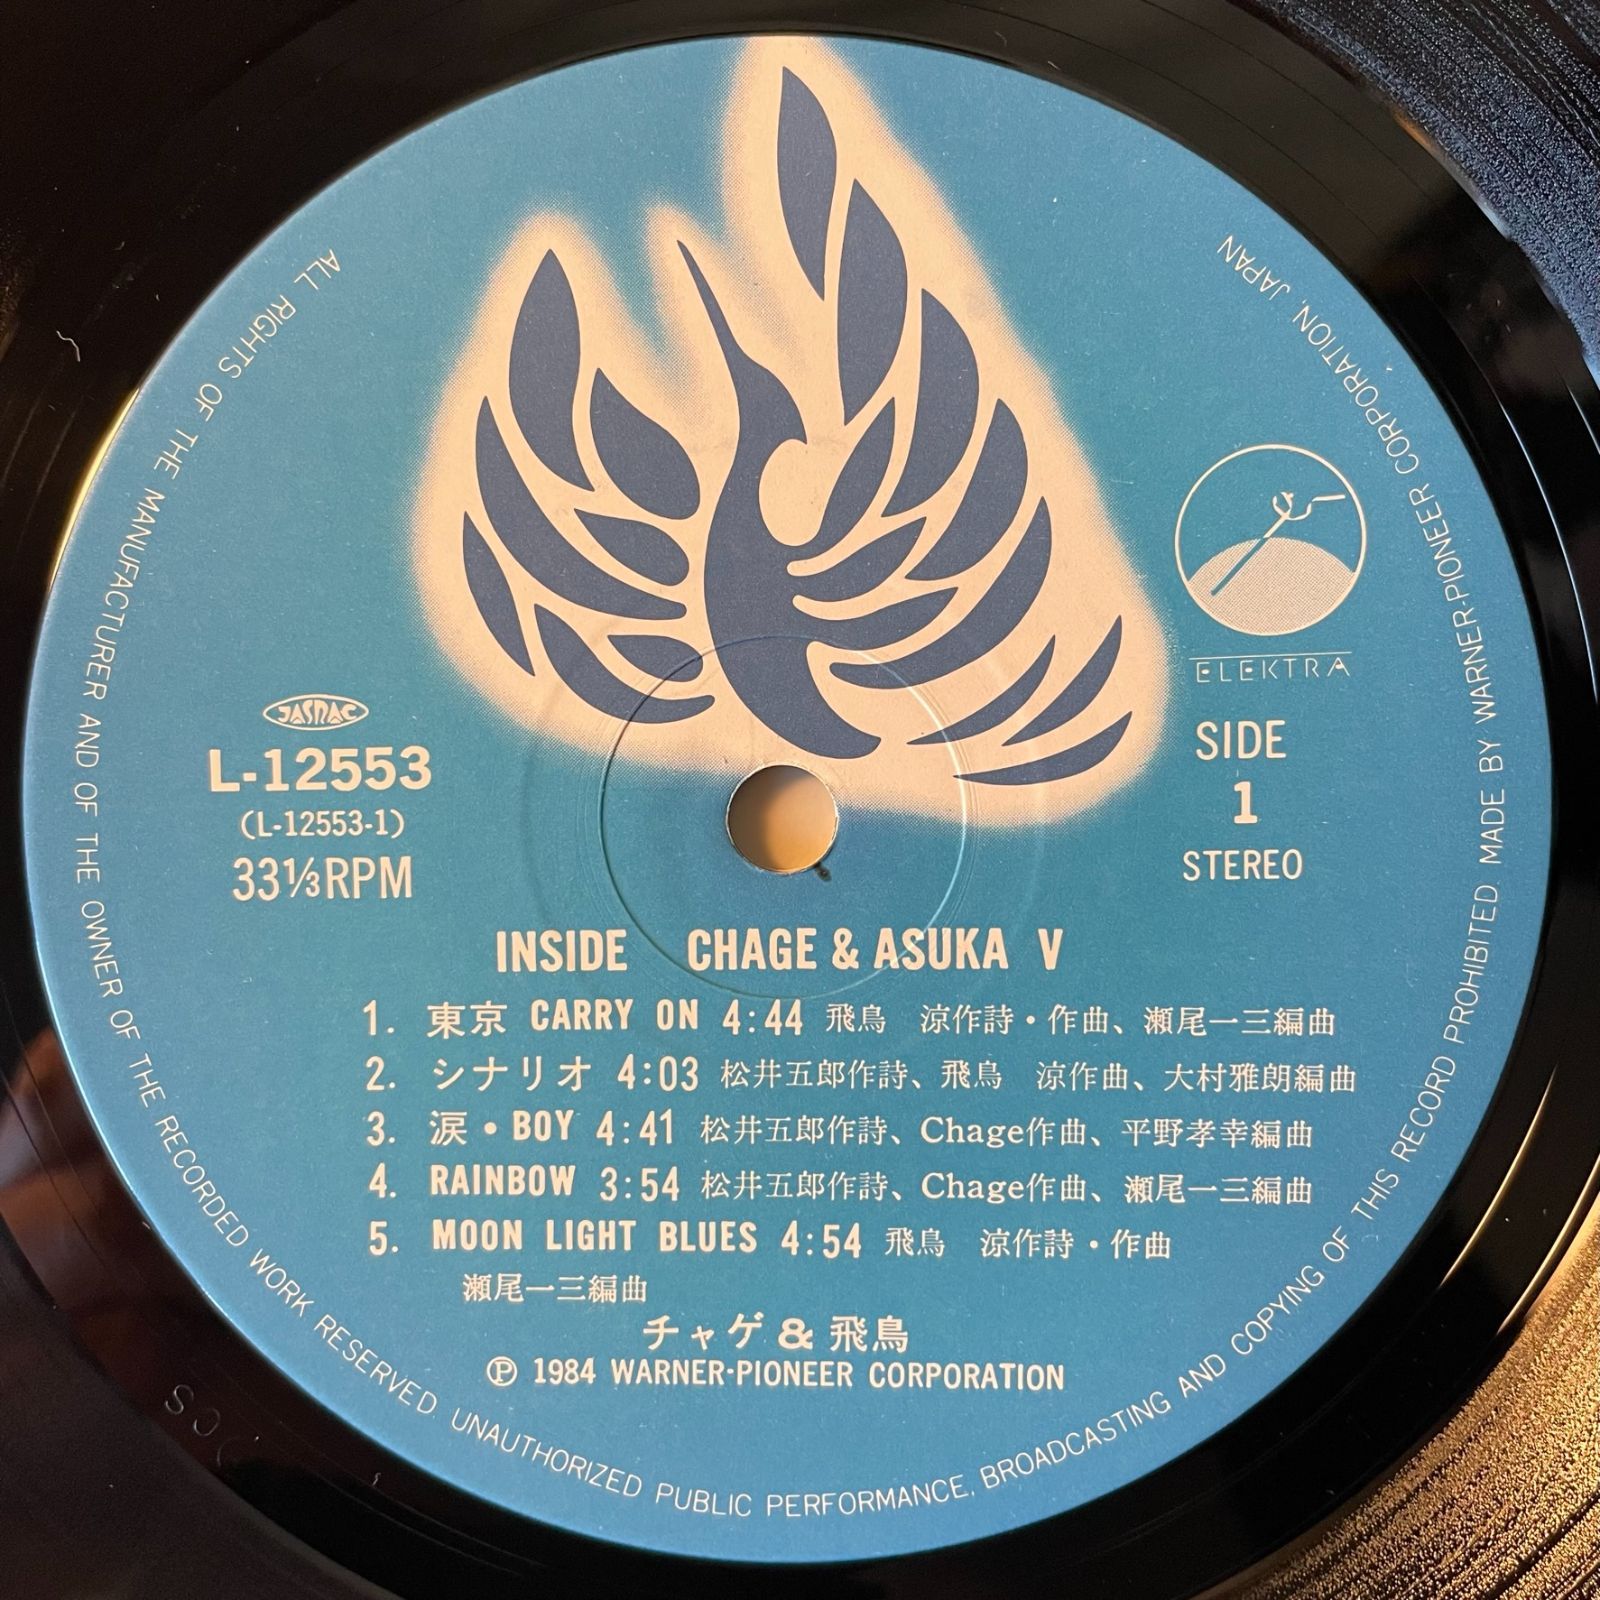 ALL RIGHTS OF THE MANUFACTURER AND OF THE OWNER OF THE RECORDED WORK RESERVED. UNAUTHORIZED PUBLIC PERFORMANCE, BROADCASTING AND COPYING OF THIS RECORD PROHIBITED. MADE BY WARNER-PIONEER CORPORATION, JAPAN
ELEKTRA
JASRAC
L-12553
(L-12553-1)
33⅓RPM
SIDE
1
STEREO
INSIDE CHAGE & ASUKA V
1. 東京 CARRY ON 4:44 飛鳥 涼作詩・作曲、瀬尾一三編曲
2. シナリオ 4:03 松井五郎作詩、飛鳥 涼作曲、大村雅朗編曲
3. 涙・BOY 4:41 松井五郎作詩、Chage作曲、平野孝幸編曲
4. RAINBOW 3:54 松井五郎作詩、Chage作曲、瀬尾一三編曲
5. MOON LIGHT BLUES 4:54 飛鳥 涼作詩・作曲
瀬尾一三編曲
チャゲ&飛鳥
℗ 1984 WARNER-PIONEER CORPORATION